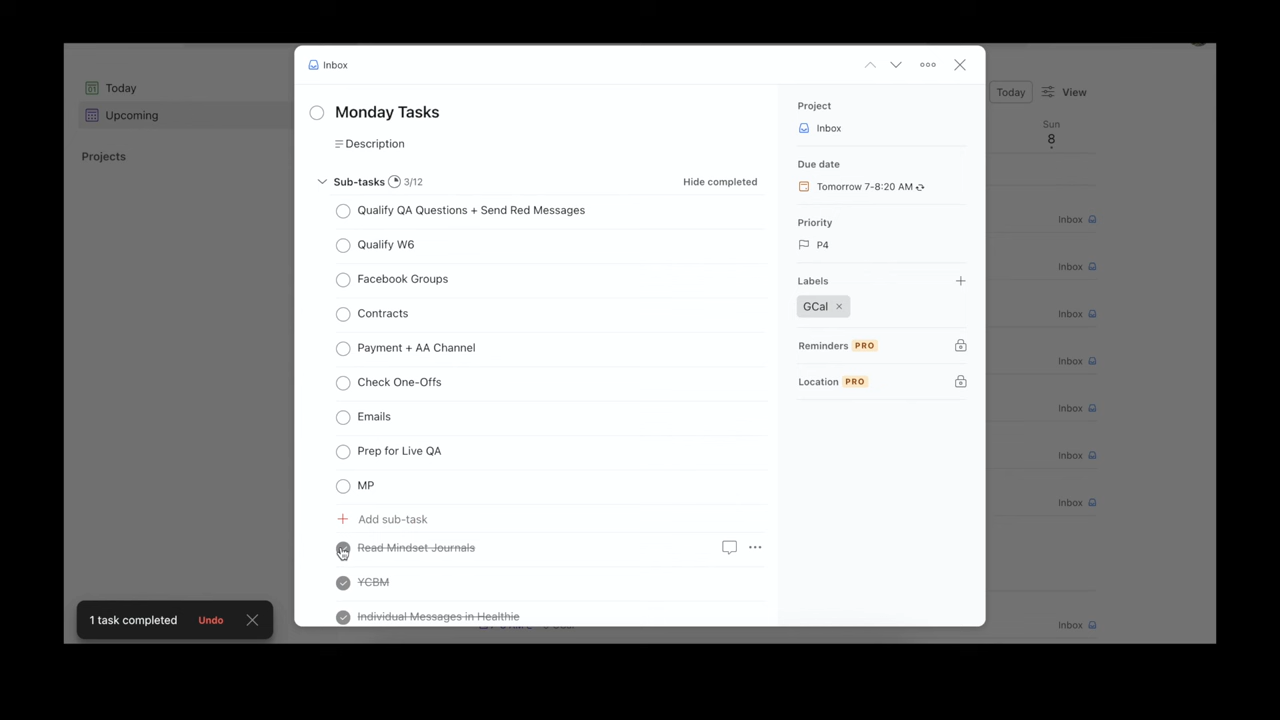 Inbox
Today
Upcoming
Projects
Monday Tasks
Description
Sub-tasks 3/12
Hide completed
Qualify QA Questions + Send Red Messages
Qualify W6
Facebook Groups
Contracts
Payment + AA Channel
Check One-Offs
Emails
Prep for Live QA
MP
Add sub-task
Read Mindset Journals
YCBM
Individual Messages in Healthie
Project
Inbox
Due date
Tomorrow 7-8:20 AM
Priority
P4
Labels
GCal
Reminders PRO
Location PRO
Today
View
Sun
8
Inbox
Inbox
Inbox
Inbox
Inbox
Inbox
Inbox
Inbox
1 task completed Undo